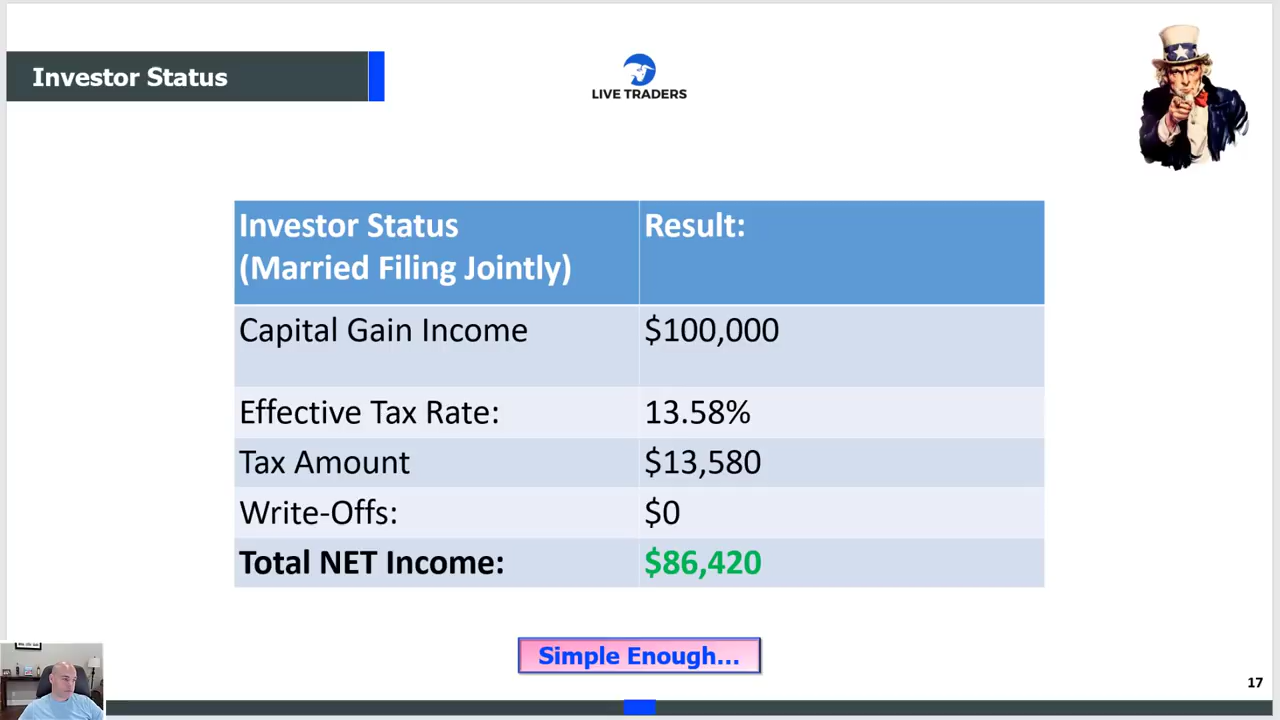 Investor Status
LIVE TRADERS
Investor Status
(Married Filing Jointly)
Result:
Capital Gain Income
$100,000
Effective Tax Rate:
13.58%
Tax Amount
$13,580
Write-Offs:
$0
Total NET Income:
$86,420
Simple Enough...
17